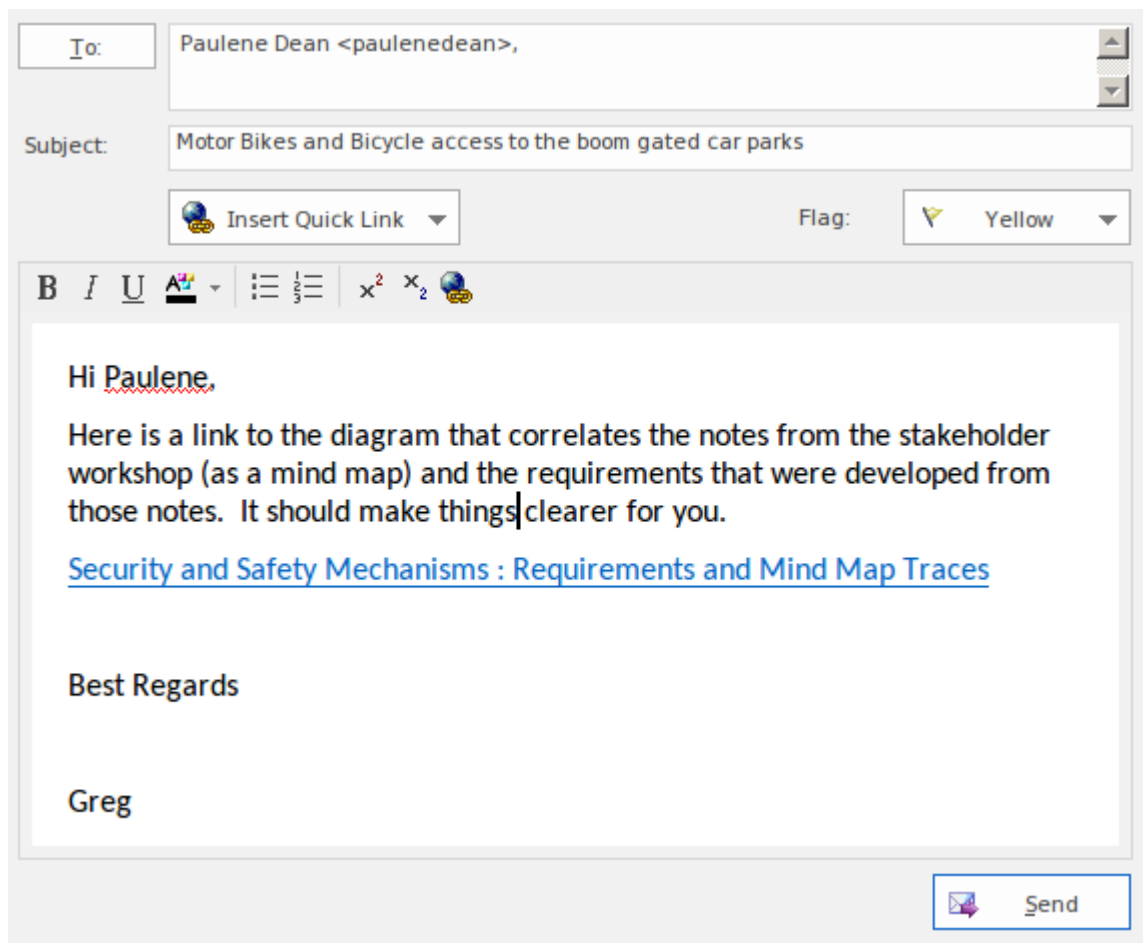 To:
Paulene Dean <paulenedean>,
Subject:
Motor Bikes and Bicycle access to the boom gated car parks
Insert Quick Link
Flag:
Yellow
B I U A x² x₂
Hi Paulene,
Here is a link to the diagram that correlates the notes from the stakeholder
workshop (as a mind map) and the requirements that were developed from
those notes.  It should make things clearer for you.
Security and Safety Mechanisms : Requirements and Mind Map Traces
Best Regards
Greg
Send